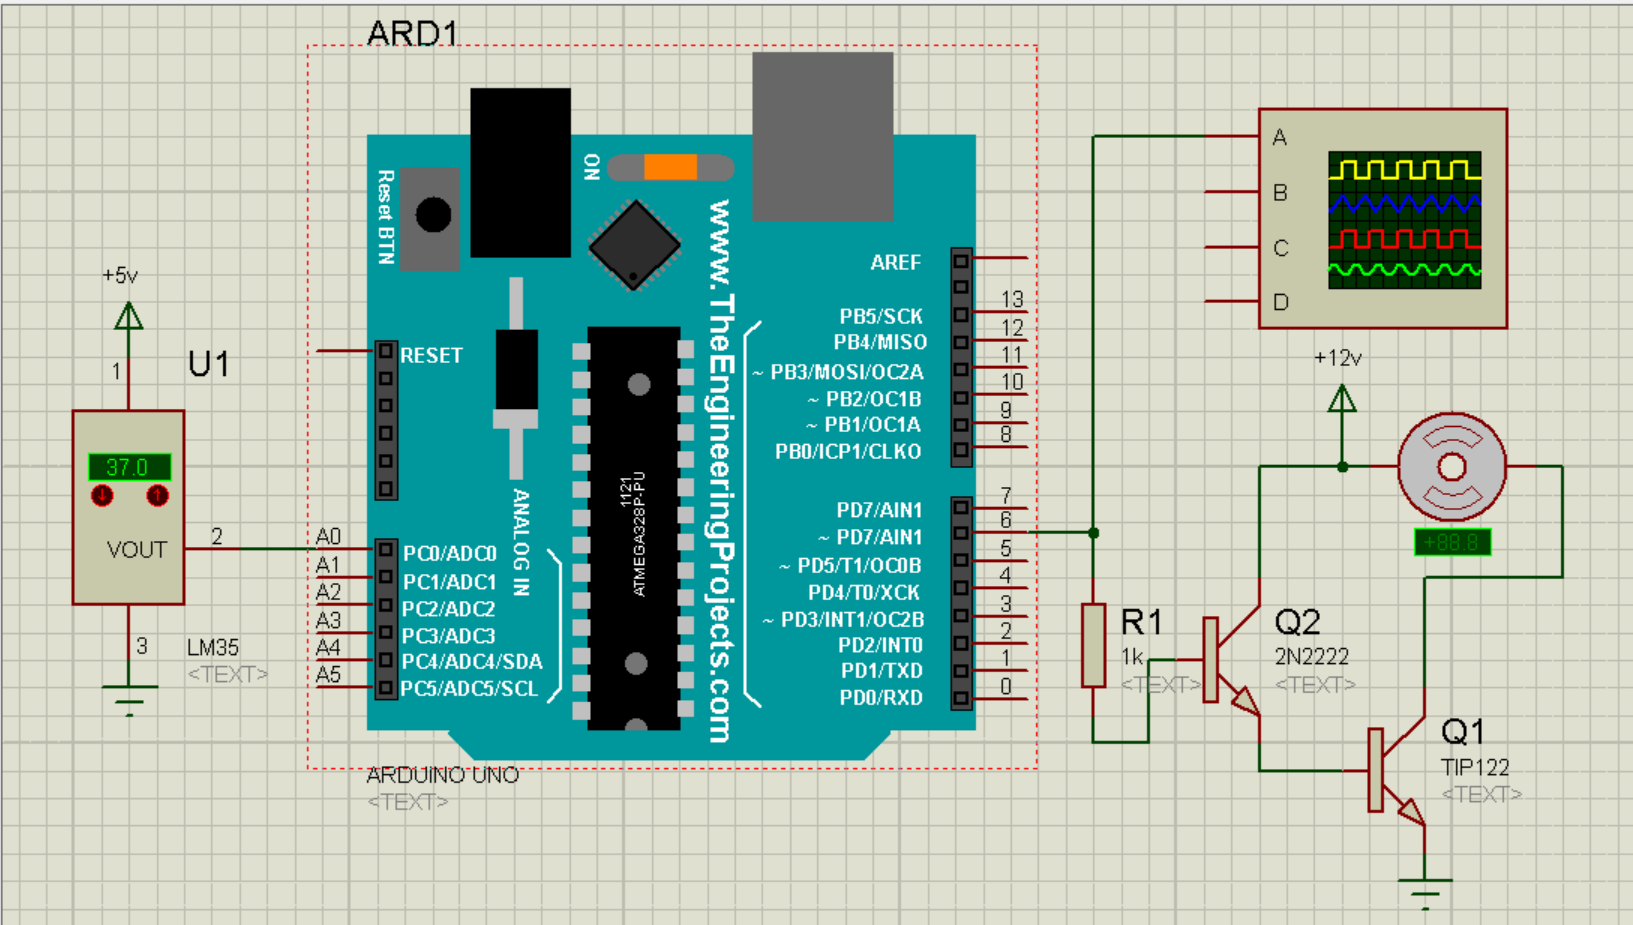 ARD1
ON
Reset BTN
www.TheEngineeringProjects.com
A
B
C
D
AREF
+5v
13
PB5/SCK
12
PB4/MISO
11
~ PB3/MOSI/OC2A
10
~ PB2/OC1B
9
~ PB1/OC1A
8
PB0/ICP1/CLKO
RESET
U1
1
+12v
37.0
ANALOG IN
1121
ATMEGA328P-PU
7
PD7/AIN1
6
~ PD7/AIN1
5
~ PD5/T1/OC0B
4
PD4/T0/XCK
3
~ PD3/INT1/OC2B
2
PD2/INT0
1
PD1/TXD
0
PD0/RXD
+88.8
VOUT
2
A0
PC0/ADC0
A1
PC1/ADC1
A2
PC2/ADC2
A3
PC3/ADC3
A4
PC4/ADC4/SDA
A5
PC5/ADC5/SCL
3
LM35
<TEXT>
R1
1k
<TEXT>
Q2
2N2222
<TEXT>
Q1
TIP122
<TEXT>
ARDUINO UNO
<TEXT>